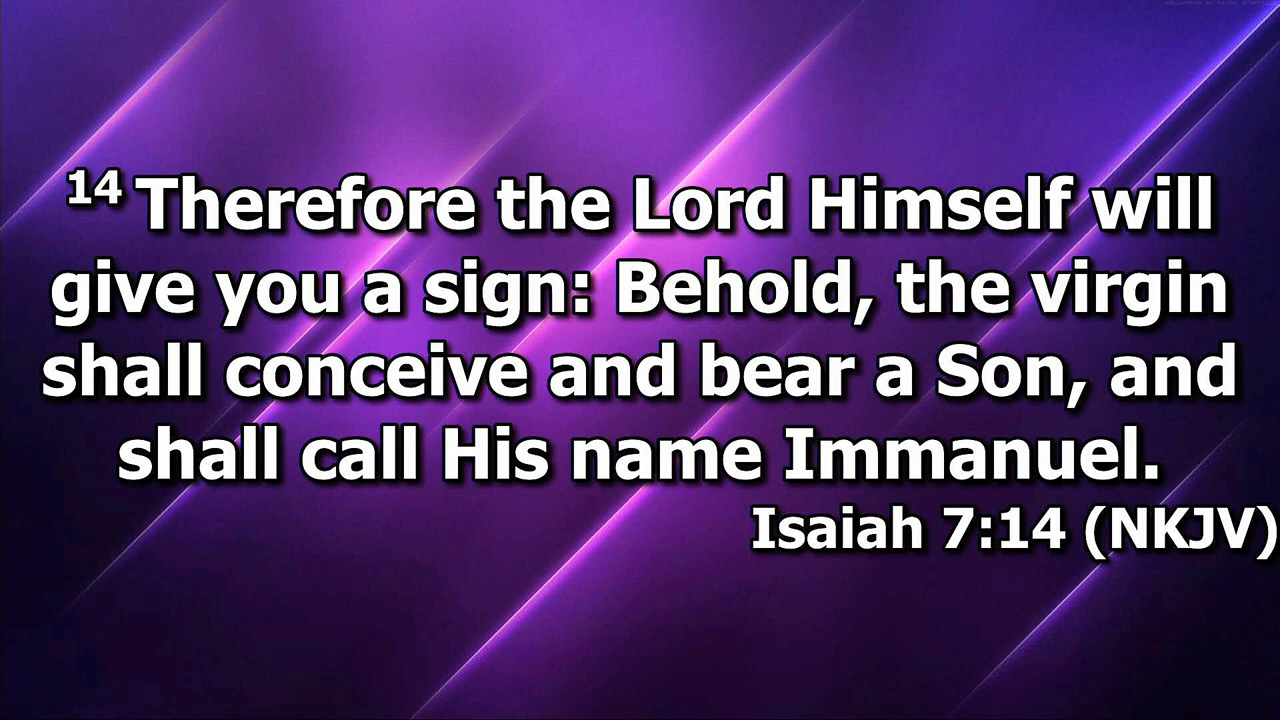 14 Therefore the Lord Himself will
give you a sign: Behold, the virgin
shall conceive and bear a Son, and
shall call His name Immanuel.
Isaiah 7:14 (NKJV)